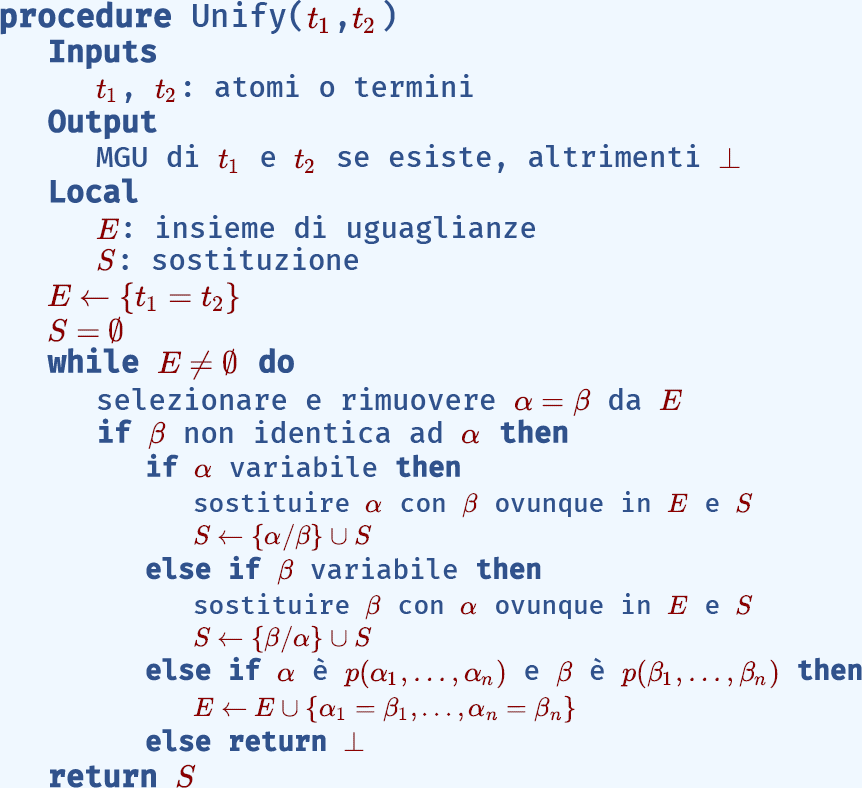 procedure Unify(t₁,t₂)
Inputs
t₁, t₂: atomi o termini
Output
MGU di t₁ e t₂ se esiste, altrimenti ⊥
Local
E: insieme di uguaglianze
S: sostituzione
E ← {t₁ = t₂}
S = ∅
while E ≠ ∅ do
selezionare e rimuovere α = β da E
if β non identica ad α then
if α variabile then
sostituire α con β ovunque in E e S
S ← {α/β} ∪ S
else if β variabile then
sostituire β con α ovunque in E e S
S ← {β/α} ∪ S
else if α è p(α₁,...,αₙ) e β è p(β₁,...,βₙ) then
E ← E ∪ {α₁ = β₁,...,αₙ = βₙ}
else return ⊥
return S